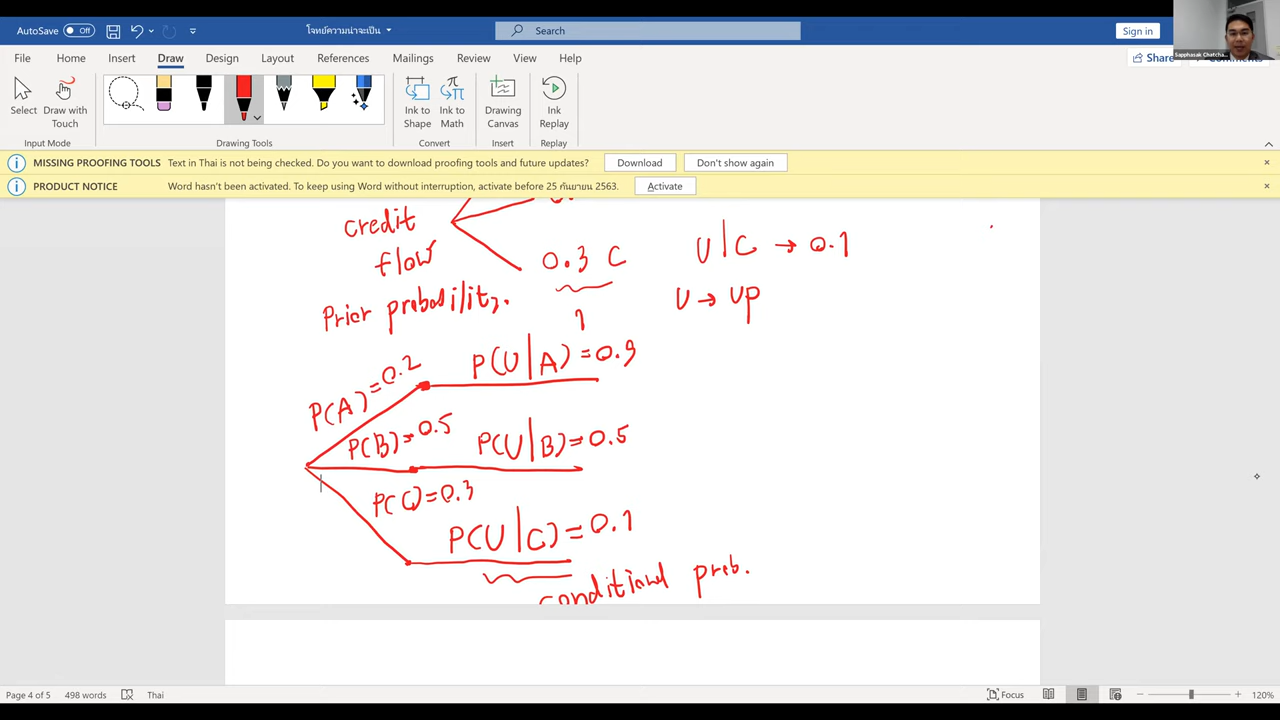 AutoSave Off
โจทย์ความน่าจะเป็น
Search
Sign in
Sapphasak Chatcha...
File Home Insert Draw Design Layout References Mailings Review View Help
Share
Comments
Select
Draw with Touch
Ink to Shape
Ink to Math
Drawing Canvas
Ink Replay
Input Mode
Drawing Tools
Convert
Insert
Replay
MISSING PROOFING TOOLS Text in Thai is not being checked. Do you want to download proofing tools and future updates? Download Don't show again
PRODUCT NOTICE Word hasn't been activated. To keep using Word without interruption, activate before 25 กันยายน 2563. Activate
credit
flow
0.3 C
U|C → 0.1
Prior probability.
1
U → UP
P(A)=0.2
P(U|A)=0.9
P(B)=0.5
P(U|B)=0.5
P(C)=0.3
P(U|C)=0.1
conditional prob.
Page 4 of 5 498 words Thai
Focus
120%